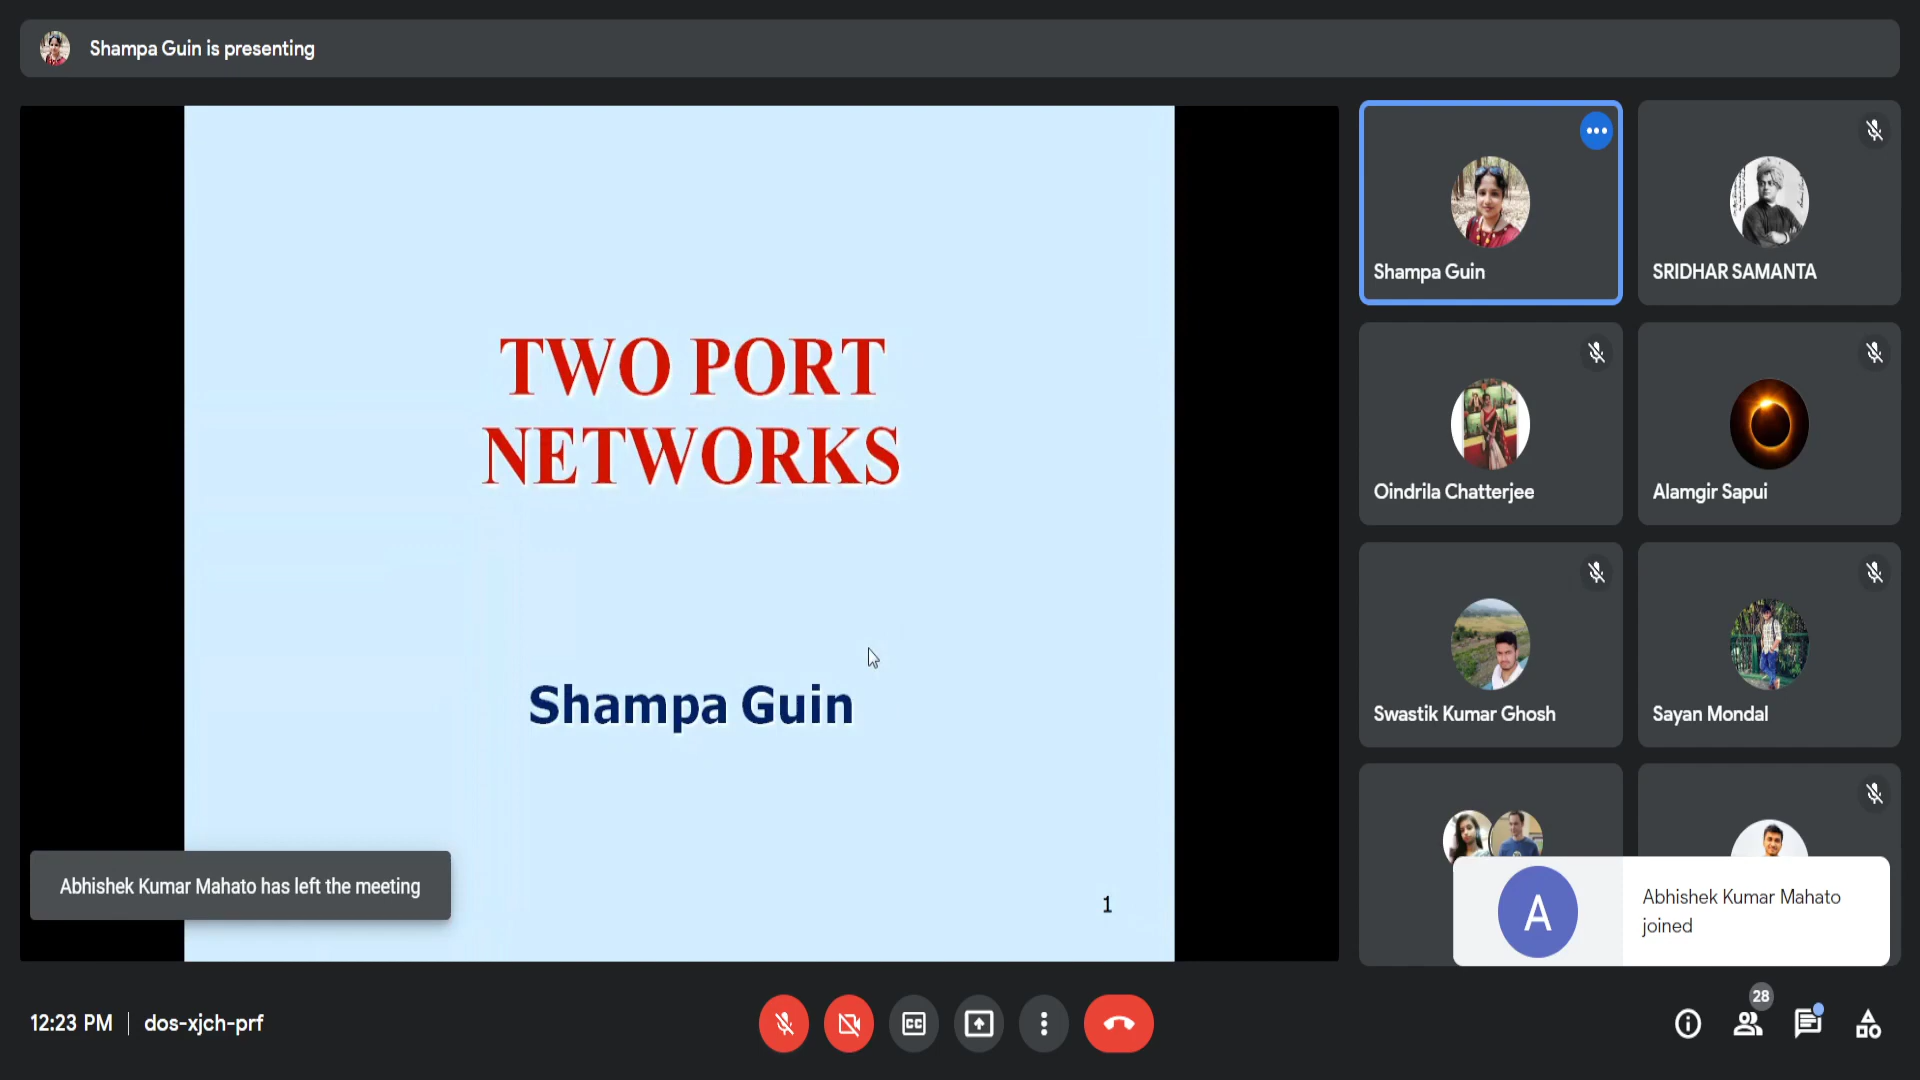 Shampa Guin is presenting
TWO PORT
NETWORKS
Shampa Guin
1
Abhishek Kumar Mahato has left the meeting
Shampa Guin
SRIDHAR SAMANTA
Oindrila Chatterjee
Alamgir Sapui
Swastik Kumar Ghosh
Sayan Mondal
A
Abhishek Kumar Mahato
joined
12:23 PM | dos-xjch-prf
CC
28